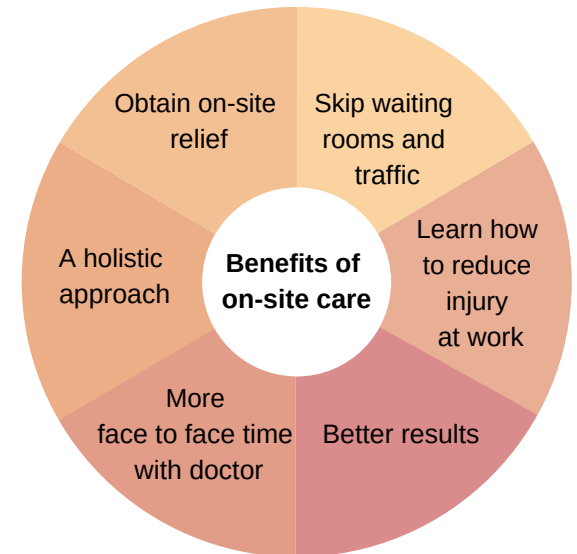 Obtain on-site
relief
Skip waiting
rooms and
traffic
Learn how
to reduce
injury
at work
Better results
More
face to face time
with doctor
A holistic
approach
Benefits of
on-site care